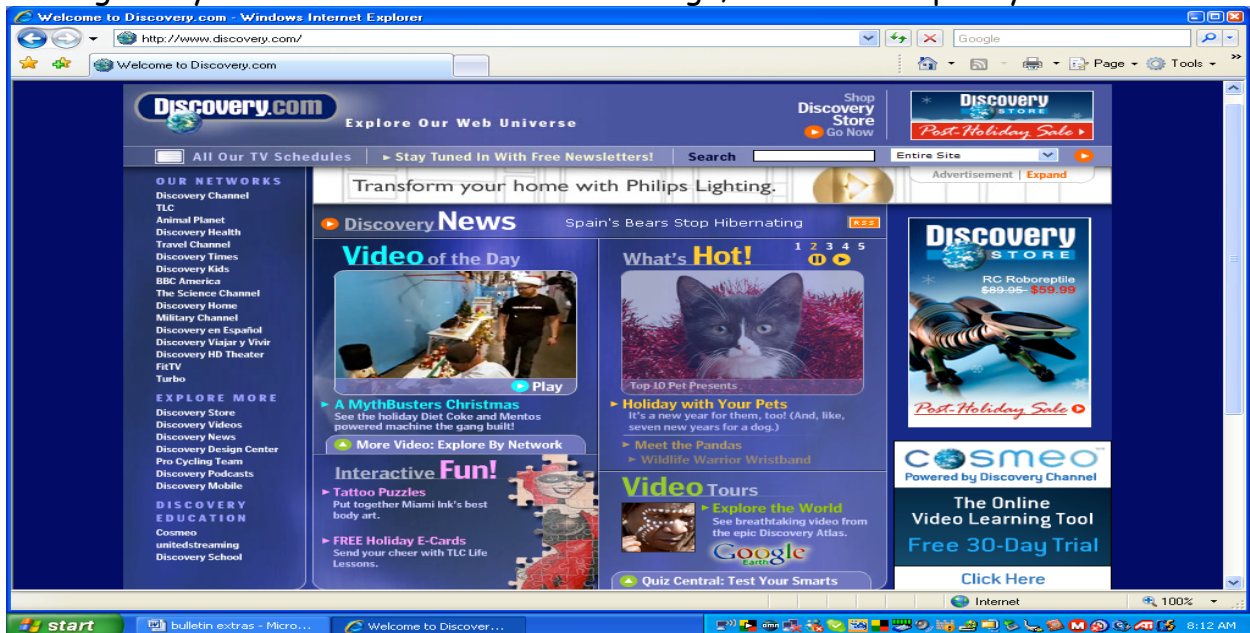 Welcome to Discovery.com - Windows Internet Explorer
http://www.discovery.com/
Google
Welcome to Discovery.com
Page
Tools
Discovery.com
Explore Our Web Universe
Shop
Discovery
Store
Go Now
Discovery
STORE
Post-Holiday Sale
All Our TV Schedules
Stay Tuned In With Free Newsletters!
Search
Entire Site
OUR NETWORKS
Discovery Channel
TLC
Animal Planet
Discovery Health
Travel Channel
Discovery Times
Discovery Kids
BBC America
The Science Channel
Discovery Home
Military Channel
Discovery en Español
Discovery Viajar y Vivir
Discovery HD Theater
FitTV
Turbo
EXPLORE MORE
Discovery Store
Discovery Videos
Discovery News
Discovery Design Center
Pro Cycling Team
Discovery Podcasts
Discovery Mobile
DISCOVERY
EDUCATION
Cosmeo
unitedstreaming
Discovery School
Transform your home with Philips Lighting.
Advertisement | Expand
Discovery News
Spain's Bears Stop Hibernating
RSS
Video of the Day
Play
A MythBusters Christmas
See the holiday Diet Coke and Mentos
powered machine the gang built!
More Video: Explore By Network
What's Hot!
1 2 3 4 5
Top 10 Pet Presents
Holiday with Your Pets
It's a new year for them, too! (And, like,
seven new years for a dog.)
Meet the Pandas
Wildlife Warrior Wristband
Interactive Fun!
Tattoo Puzzles
Put together Miami Ink's best
body art.
FREE Holiday E-Cards
Send your cheer with TLC Life
Lessons.
Video Tours
Explore the World
See breathtaking video from
the epic Discovery Atlas.
Google
Earth
Quiz Central: Test Your Smarts
Discovery
STORE
RC Roboreptile
$89.95 $59.99
Post-Holiday Sale
cosmeo
Powered by Discovery Channel
The Online
Video Learning Tool
Free 30-Day Trial
Click Here
Internet
100%
start
bulletin extras - Micro...
Welcome to Discover...
8:12 AM